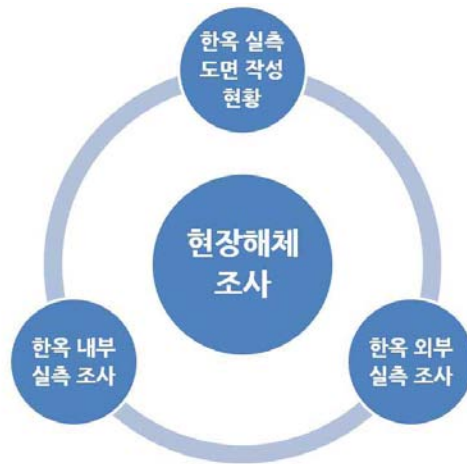 한옥 실측
도면 작성
현황
현장해체
조사
한옥 내부
실측 조사
한옥 외부
실측 조사